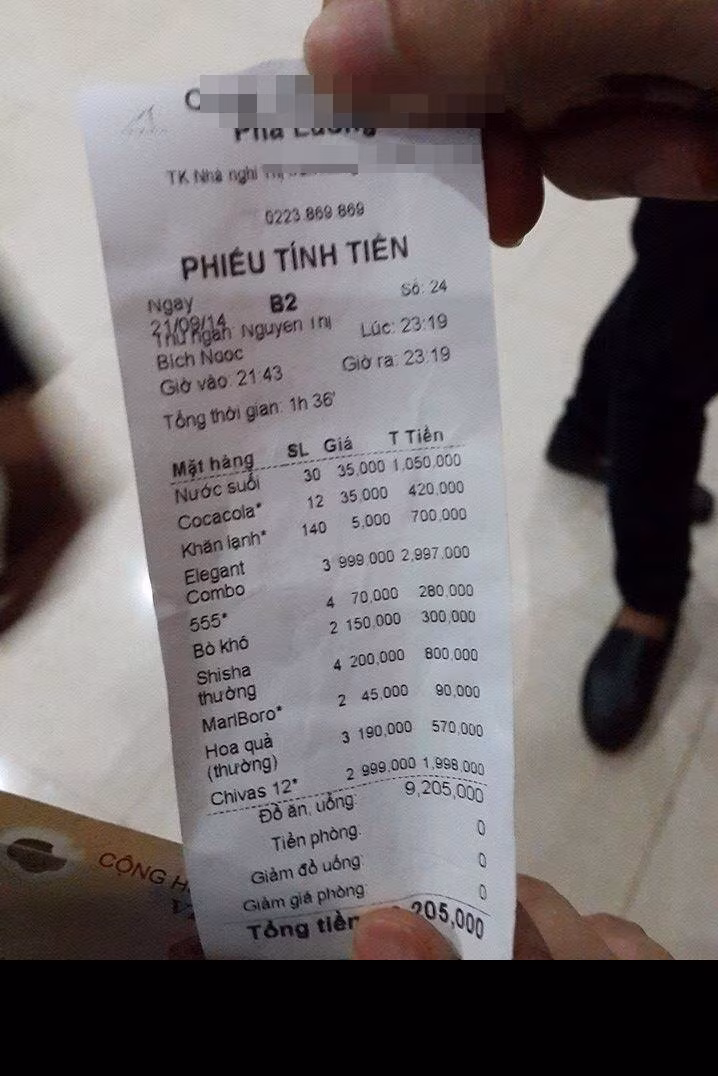 Pha Luông
TK Nhà nghỉ Thị
0223.869.869
PHIẾU TÍNH TIỀN
Ngày B2 Số: 24
21/09/14
Thu ngân: Nguyễn Thị Lúc: 23:19
Bích Ngọc
Giờ vào: 21:43 Giờ ra: 23:19
Tổng thời gian: 1h 36'
Mặt hàng SL Giá T Tiền
Nước suối 30 35,000 1,050,000
Cocacola* 12 35,000 420,000
Khăn lạnh* 140 5,000 700,000
Elegant 3 999,000 2,997,000
Combo
555* 4 70,000 280,000
Bò khô 2 150,000 300,000
Shisha 4 200,000 800,000
thường
MarlBoro* 2 45,000 90,000
Hoa quả 3 190,000 570,000
(thường)
Chivas 12* 2 999,000 1,998,000
Đồ ăn, uống: 9,205,000
Tiền phòng: 0
Giảm đồ uống: 0
Giảm giá phòng: 0
Tổng tiền 205,000
CỘNG H